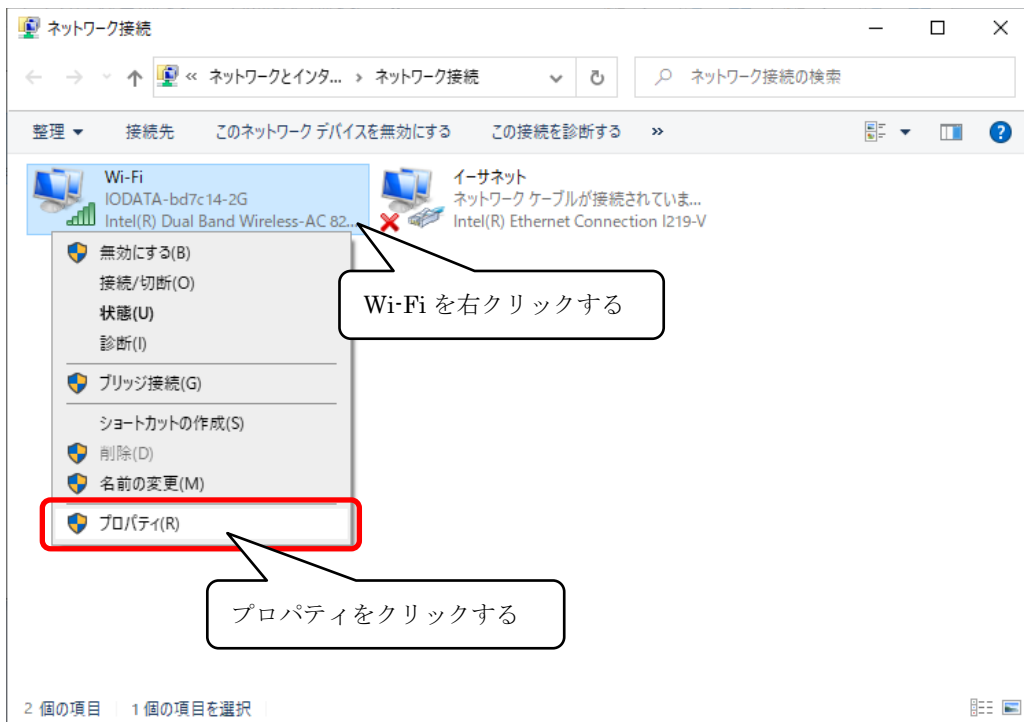 ネットワーク接続
« ネットワークとインタ... › ネットワーク接続
ネットワーク接続の検索
整理 接続先 このネットワーク デバイスを無効にする この接続を診断する »
Wi-Fi
IODATA-bd7c14-2G
Intel(R) Dual Band Wireless-AC 82...
イーサネット
ネットワーク ケーブルが接続されていま...
Intel(R) Ethernet Connection I219-V
無効にする(B)
接続/切断(O)
状態(U)
診断(I)
ブリッジ接続(G)
ショートカットの作成(S)
削除(D)
名前の変更(M)
プロパティ(R)
Wi-Fi を右クリックする
プロパティをクリックする
2 個の項目 1 個の項目を選択